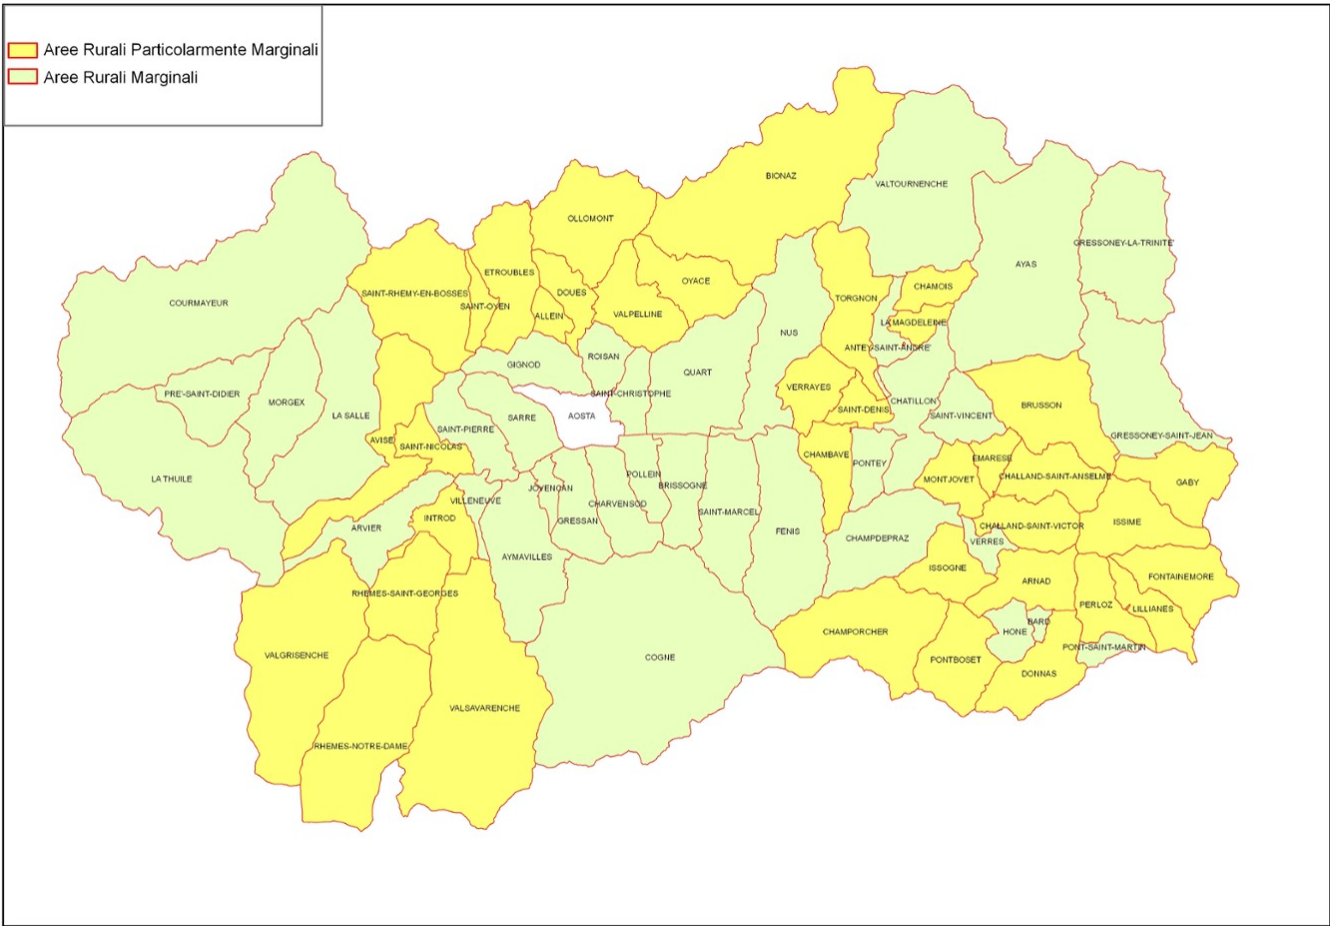 Aree Rurali Particolarmente Marginali
Aree Rurali Marginali
BIONAZ
VALTOURNENCHE
OLLOMONT
GRESSONEY-LA-TRINITE'
AYAS
ETROUBLES
OYACE
CHAMOIS
SAINT-RHEMY-EN-BOSSES
DOUES
TORGNON
COURMAYEUR
SAINT-OYEN
ALLEIN
VALPELLINE
LA MAGDELEINE
NUS
ANTEY-SAINT-ANDRE'
ROISAN
GIGNOD
QUART
VERRAYES
PRE'-SAINT-DIDIER
SAINT-CHRISTOPHE
MORGEX
CHATILLON
BRUSSON
SAINT-DENIS
LA SALLE
SARRE
AOSTA
SAINT-VINCENT
SAINT-PIERRE
GRESSONEY-SAINT-JEAN
AVISE
SAINT-NICOLAS
CHAMBAVE
EMARESE
PONTEY
POLLEIN
LA THUILE
MONTJOVET
CHALLAND-SAINT-ANSELME
GABY
BRISSOGNE
JOVENCAN
VILLENEUVE
CHARVENSOD
SAINT-MARCEL
INTROD
GRESSAN
ISSIME
ARVIER
CHALLAND-SAINT-VICTOR
FENIS
CHAMPDEPRAZ
VERRES
AYMAVILLES
ISSOGNE
FONTAINEMORE
ARNAD
RHEMES-SAINT-GEORGES
PERLOZ
LILLIANES
BARD
CHAMPORCHER
HONE
PONT-SAINT-MARTIN
VALGRISENCHE
COGNE
PONTBOSET
DONNAS
VALSAVARENCHE
RHEMES-NOTRE-DAME